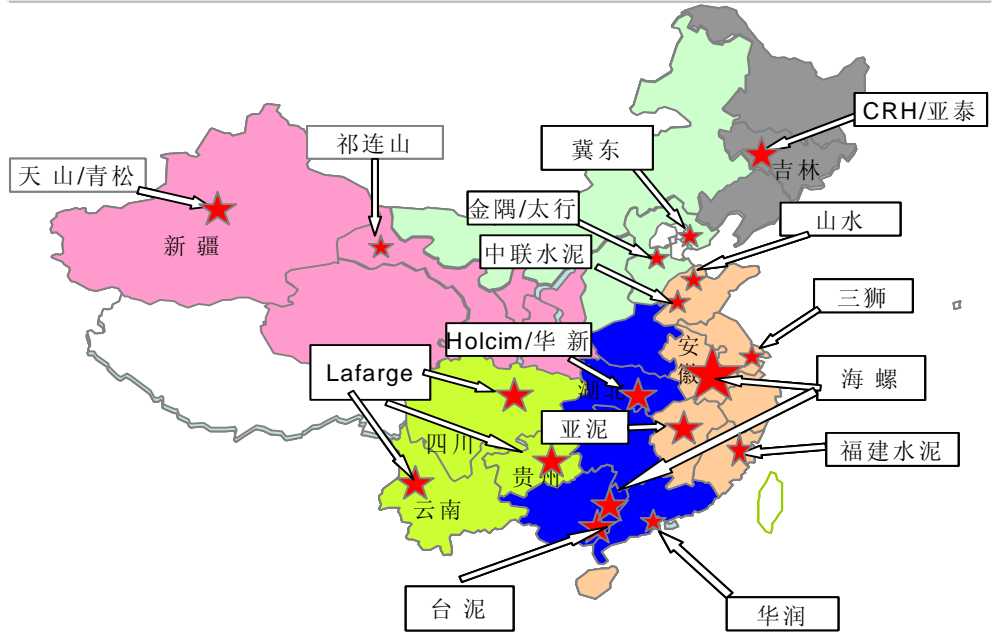 CRH/亚泰
祁连山
冀东
吉林
天 山/青松
金隅/太行
山水
新 疆
中联水泥
三狮
Holcim/华 新
安
徽
Lafarge
湖北
海 螺
亚泥
四川
福建水泥
贵州
云南
台 泥
华润